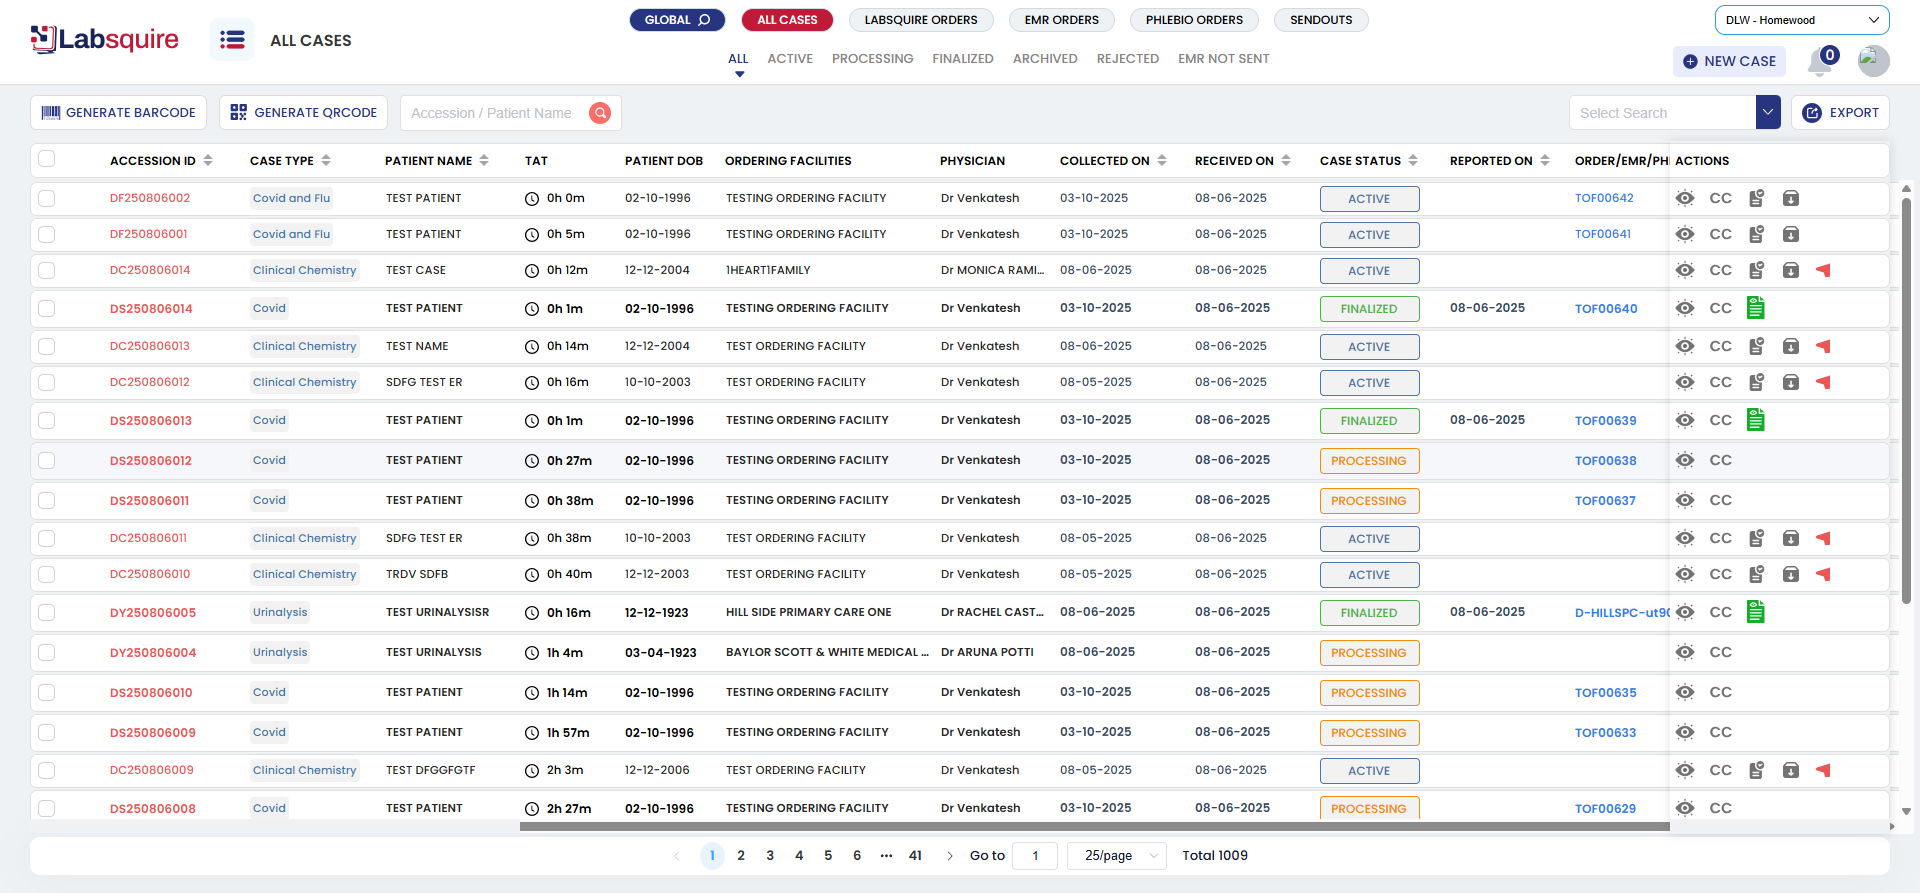 GLOBAL ALL CASES LABSQUIRE ORDERS EMR ORDERS PHLEBIO ORDERS SENDOUTS DLW - Homewood
Labsquire ALL CASES
ALL ACTIVE PROCESSING FINALIZED ARCHIVED REJECTED EMR NOT SENT NEW CASE 0
GENERATE BARCODE GENERATE QRCODE Accession / Patient Name Select Search EXPORT
ACCESSION ID CASE TYPE PATIENT NAME TAT PATIENT DOB ORDERING FACILITIES PHYSICIAN COLLECTED ON RECEIVED ON CASE STATUS REPORTED ON ORDER/EMR/PH ACTIONS
DF250806002 Covid and Flu TEST PATIENT 0h 0m 02-10-1996 TESTING ORDERING FACILITY Dr Venkatesh 03-10-2025 08-06-2025 ACTIVE TOF00642 CC
DF250806001 Covid and Flu TEST PATIENT 0h 5m 02-10-1996 TESTING ORDERING FACILITY Dr Venkatesh 03-10-2025 08-06-2025 ACTIVE TOF00641 CC
DC250806014 Clinical Chemistry TEST CASE 0h 12m 12-12-2004 1HEART1FAMILY Dr MONICA RAMI... 08-06-2025 08-06-2025 ACTIVE CC
DS250806014 Covid TEST PATIENT 0h 1m 02-10-1996 TESTING ORDERING FACILITY Dr Venkatesh 03-10-2025 08-06-2025 FINALIZED 08-06-2025 TOF00640 CC
DC250806013 Clinical Chemistry TEST NAME 0h 14m 12-12-2004 TEST ORDERING FACILITY Dr Venkatesh 08-06-2025 08-06-2025 ACTIVE CC
DC250806012 Clinical Chemistry SDFG TEST ER 0h 16m 10-10-2003 TEST ORDERING FACILITY Dr Venkatesh 08-05-2025 08-06-2025 ACTIVE CC
DS250806013 Covid TEST PATIENT 0h 1m 02-10-1996 TESTING ORDERING FACILITY Dr Venkatesh 03-10-2025 08-06-2025 FINALIZED 08-06-2025 TOF00639 CC
DS250806012 Covid TEST PATIENT 0h 27m 02-10-1996 TESTING ORDERING FACILITY Dr Venkatesh 03-10-2025 08-06-2025 PROCESSING TOF00638 CC
DS250806011 Covid TEST PATIENT 0h 38m 02-10-1996 TESTING ORDERING FACILITY Dr Venkatesh 03-10-2025 08-06-2025 PROCESSING TOF00637 CC
DC250806011 Clinical Chemistry SDFG TEST ER 0h 38m 10-10-2003 TEST ORDERING FACILITY Dr Venkatesh 08-05-2025 08-06-2025 ACTIVE CC
DC250806010 Clinical Chemistry TRDV SDFB 0h 40m 12-12-2003 TEST ORDERING FACILITY Dr Venkatesh 08-05-2025 08-06-2025 ACTIVE CC
DY250806005 Urinalysis TEST URINALYSISR 0h 16m 12-12-1923 HILL SIDE PRIMARY CARE ONE Dr RACHEL CAST... 08-06-2025 08-06-2025 FINALIZED 08-06-2025 D-HILLSPC-ut90 CC
DY250806004 Urinalysis TEST URINALYSIS 1h 4m 03-04-1923 BAYLOR SCOTT & WHITE MEDICAL ... Dr ARUNA POTTI 08-06-2025 08-06-2025 PROCESSING CC
DS250806010 Covid TEST PATIENT 1h 14m 02-10-1996 TESTING ORDERING FACILITY Dr Venkatesh 03-10-2025 08-06-2025 PROCESSING TOF00635 CC
DS250806009 Covid TEST PATIENT 1h 57m 02-10-1996 TESTING ORDERING FACILITY Dr Venkatesh 03-10-2025 08-06-2025 PROCESSING TOF00633 CC
DC250806009 Clinical Chemistry TEST DFGGFGTF 2h 3m 12-12-2006 TEST ORDERING FACILITY Dr Venkatesh 08-05-2025 08-06-2025 ACTIVE CC
DS250806008 Covid TEST PATIENT 2h 27m 02-10-1996 TESTING ORDERING FACILITY Dr Venkatesh 03-10-2025 08-06-2025 PROCESSING TOF00629 CC
1 2 3 4 5 6 ••• 41 Go to 1 25/page Total 1009